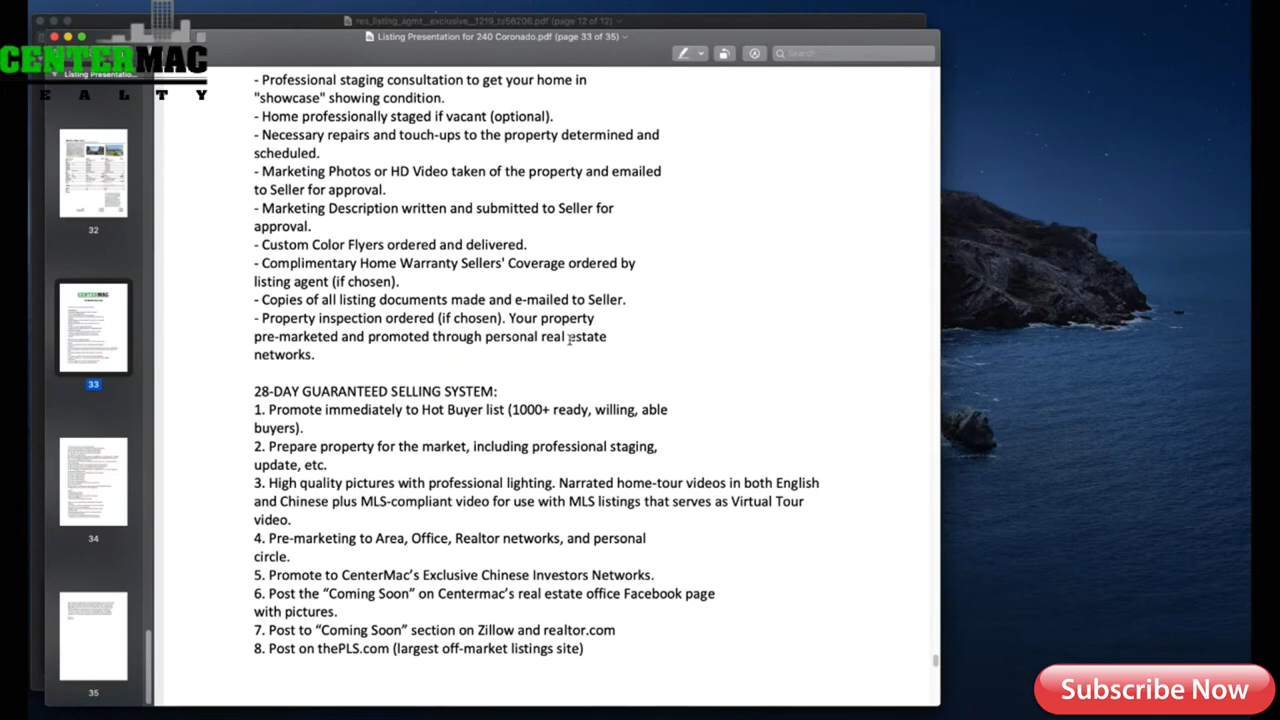 res_listing_agmt__exclusive__1219_ts58206.pdf (page 12 of 12)
Listing Presentation for 240 Coronado.pdf (page 33 of 35)
Search
CENTERMAC
REALTY
Listing Presentatio...
32
33
34
35
- Professional staging consultation to get your home in
"showcase" showing condition.
- Home professionally staged if vacant (optional).
- Necessary repairs and touch-ups to the property determined and
scheduled.
- Marketing Photos or HD Video taken of the property and emailed
to Seller for approval.
- Marketing Description written and submitted to Seller for
approval.
- Custom Color Flyers ordered and delivered.
- Complimentary Home Warranty Sellers' Coverage ordered by
listing agent (if chosen).
- Copies of all listing documents made and e-mailed to Seller.
- Property inspection ordered (if chosen). Your property
pre-marketed and promoted through personal real estate
networks.
28-DAY GUARANTEED SELLING SYSTEM:
1. Promote immediately to Hot Buyer list (1000+ ready, willing, able
buyers).
2. Prepare property for the market, including professional staging,
update, etc.
3. High quality pictures with professional lighting. Narrated home-tour videos in both English
and Chinese plus MLS-compliant video for use with MLS listings that serves as Virtual Tour
video.
4. Pre-marketing to Area, Office, Realtor networks, and personal
circle.
5. Promote to CenterMac’s Exclusive Chinese Investors Networks.
6. Post the “Coming Soon” on Centermac’s real estate office Facebook page
with pictures.
7. Post to “Coming Soon” section on Zillow and realtor.com
8. Post on thePLS.com (largest off-market listings site)
Subscribe Now